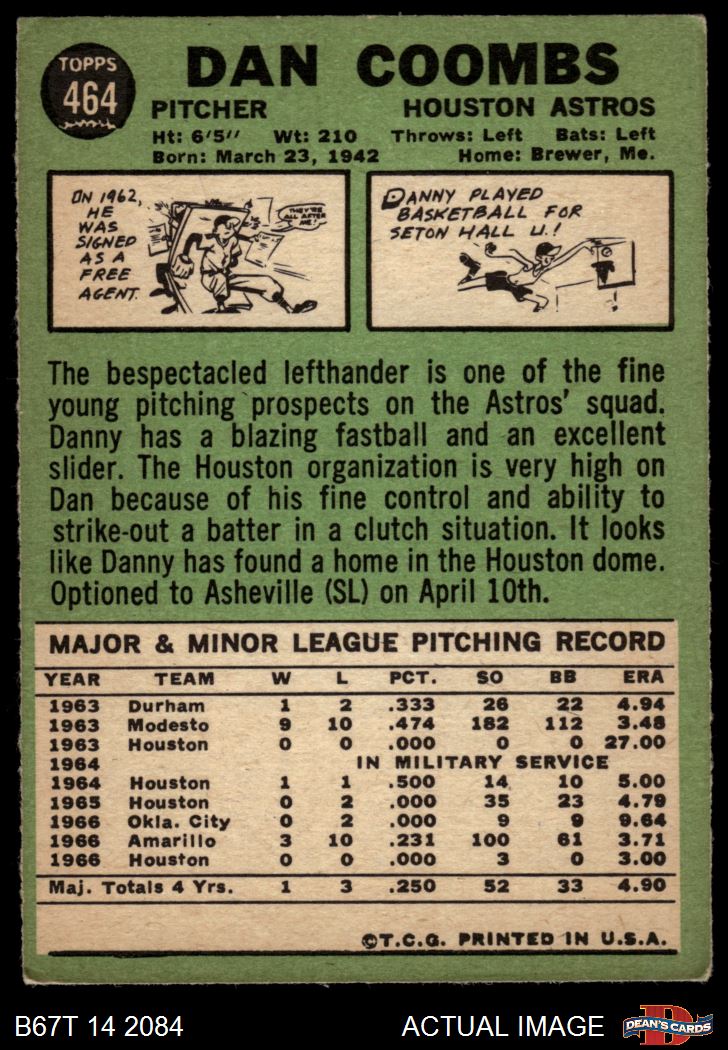 TOPPS
464
DAN COOMBS
PITCHER HOUSTON ASTROS
Ht: 6'5" Wt: 210 Throws: Left Bats: Left
Born: March 23, 1942 Home: Brewer, Me.
IN 1962,
HE
WAS
SIGNED
AS A
FREE
AGENT.
THEY'RE
ALL AFTER
ME!
DANNY PLAYED
BASKETBALL FOR
SETON HALL U.!
The bespectacled lefthander is one of the fine
young pitching prospects on the Astros' squad.
Danny has a blazing fastball and an excellent
slider. The Houston organization is very high on
Dan because of his fine control and ability to
strike-out a batter in a clutch situation. It looks
like Danny has found a home in the Houston dome.
Optioned to Asheville (SL) on April 10th.
MAJOR & MINOR LEAGUE PITCHING RECORD
YEAR TEAM W L PCT. SO BB ERA
1963 Durham 1 2 .333 26 22 4.94
1963 Modesto 9 10 .474 182 112 3.48
1963 Houston 0 0 .000 0 0 27.00
1964 IN MILITARY SERVICE
1964 Houston 1 1 .500 14 10 5.00
1965 Houston 0 2 .000 35 23 4.79
1966 Okla. City 0 2 .000 9 9 9.64
1966 Amarillo 3 10 .231 100 61 3.71
1966 Houston 0 0 .000 3 0 3.00
Maj. Totals 4 Yrs. 1 3 .250 52 33 4.90
©T.C.G. PRINTED IN U.S.A.
B67T 14 2084 ACTUAL IMAGE
D
DEAN'S CARDS